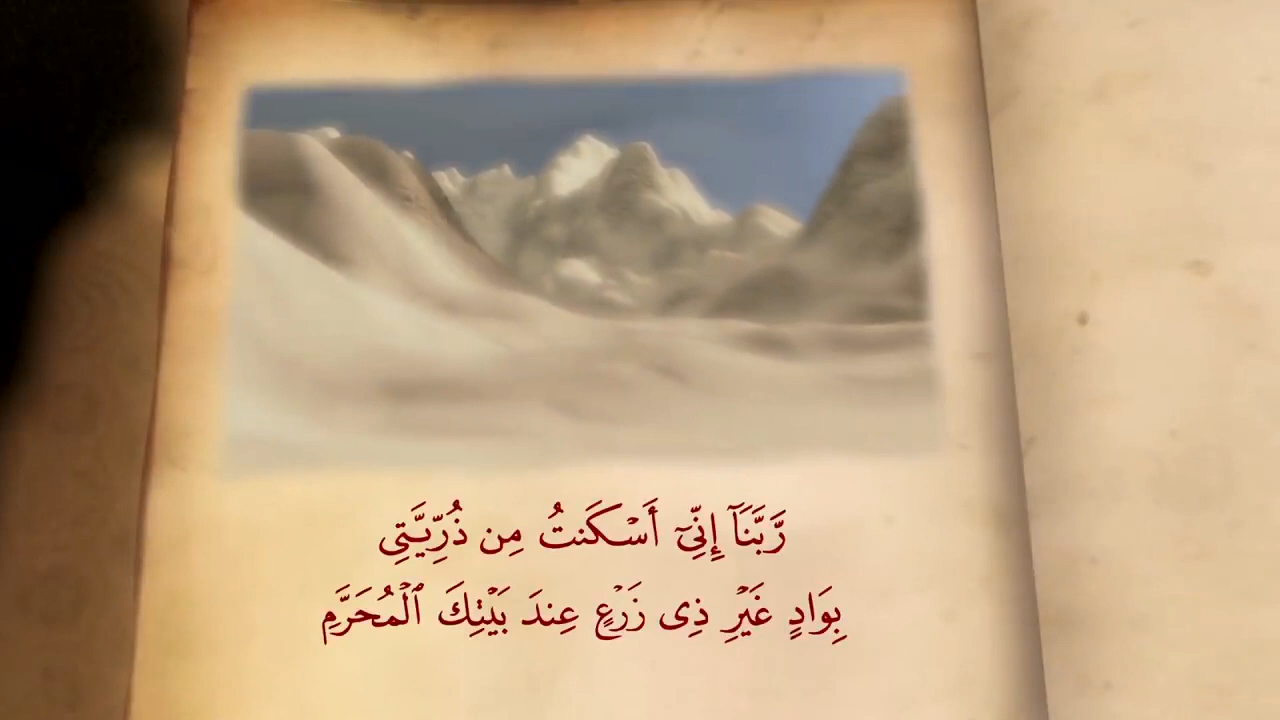 رَّبَّنَآ إِنِّىٓ أَسْكَنتُ مِن ذُرِّيَّتِى
بِوَادٍ غَيْرِ ذِى زَرْعٍ عِندَ بَيْتِكَ ٱلْمُحَرَّمِ